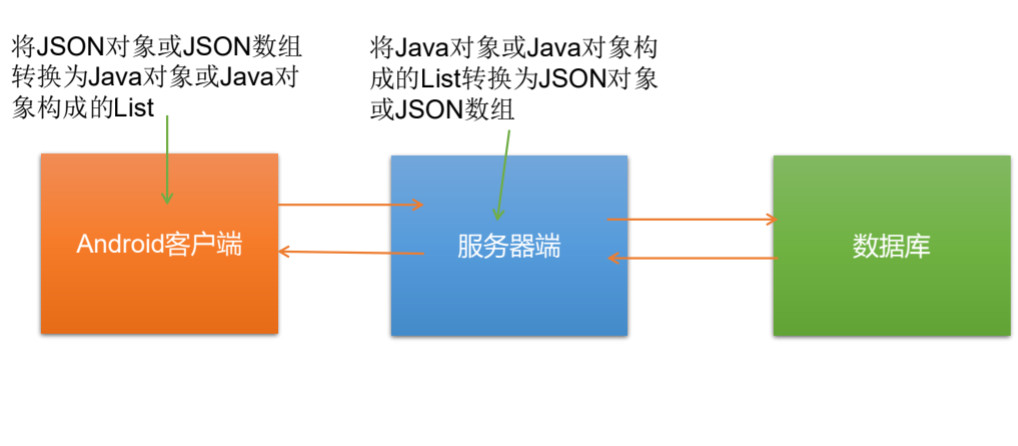 将JSON对象或JSON数组
转换为Java对象或Java对
象构成的List
将Java对象或Java对象构
成的List转换为JSON对象
或JSON数组
Android客户端
服务器端
数据库